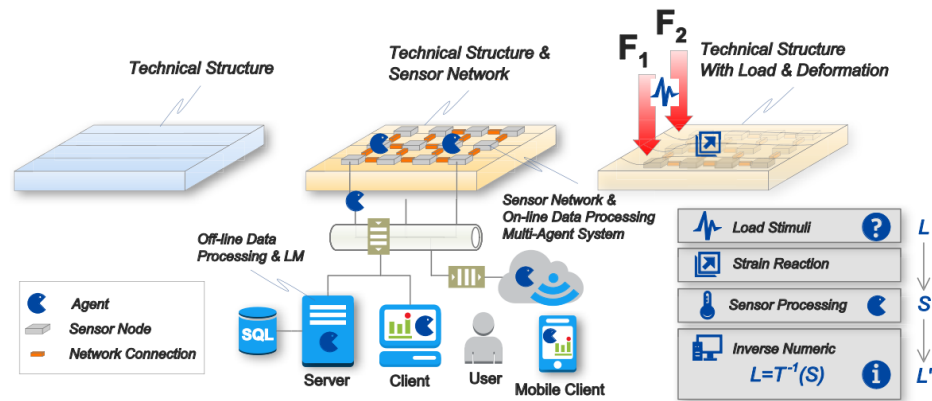 Technical Structure
Technical Structure &
Sensor Network
F1
F2
Technical Structure
With Load & Deformation
Sensor Network &
On-line Data Processing
Multi-Agent System
Off-line Data
Processing & LM
Agent
Sensor Node
Network Connection
SQL
Server
Client
User
Mobile Client
Load Stimuli
?
L
Strain Reaction
Sensor Processing
S
Inverse Numeric
L=T⁻¹(S)
i
L'